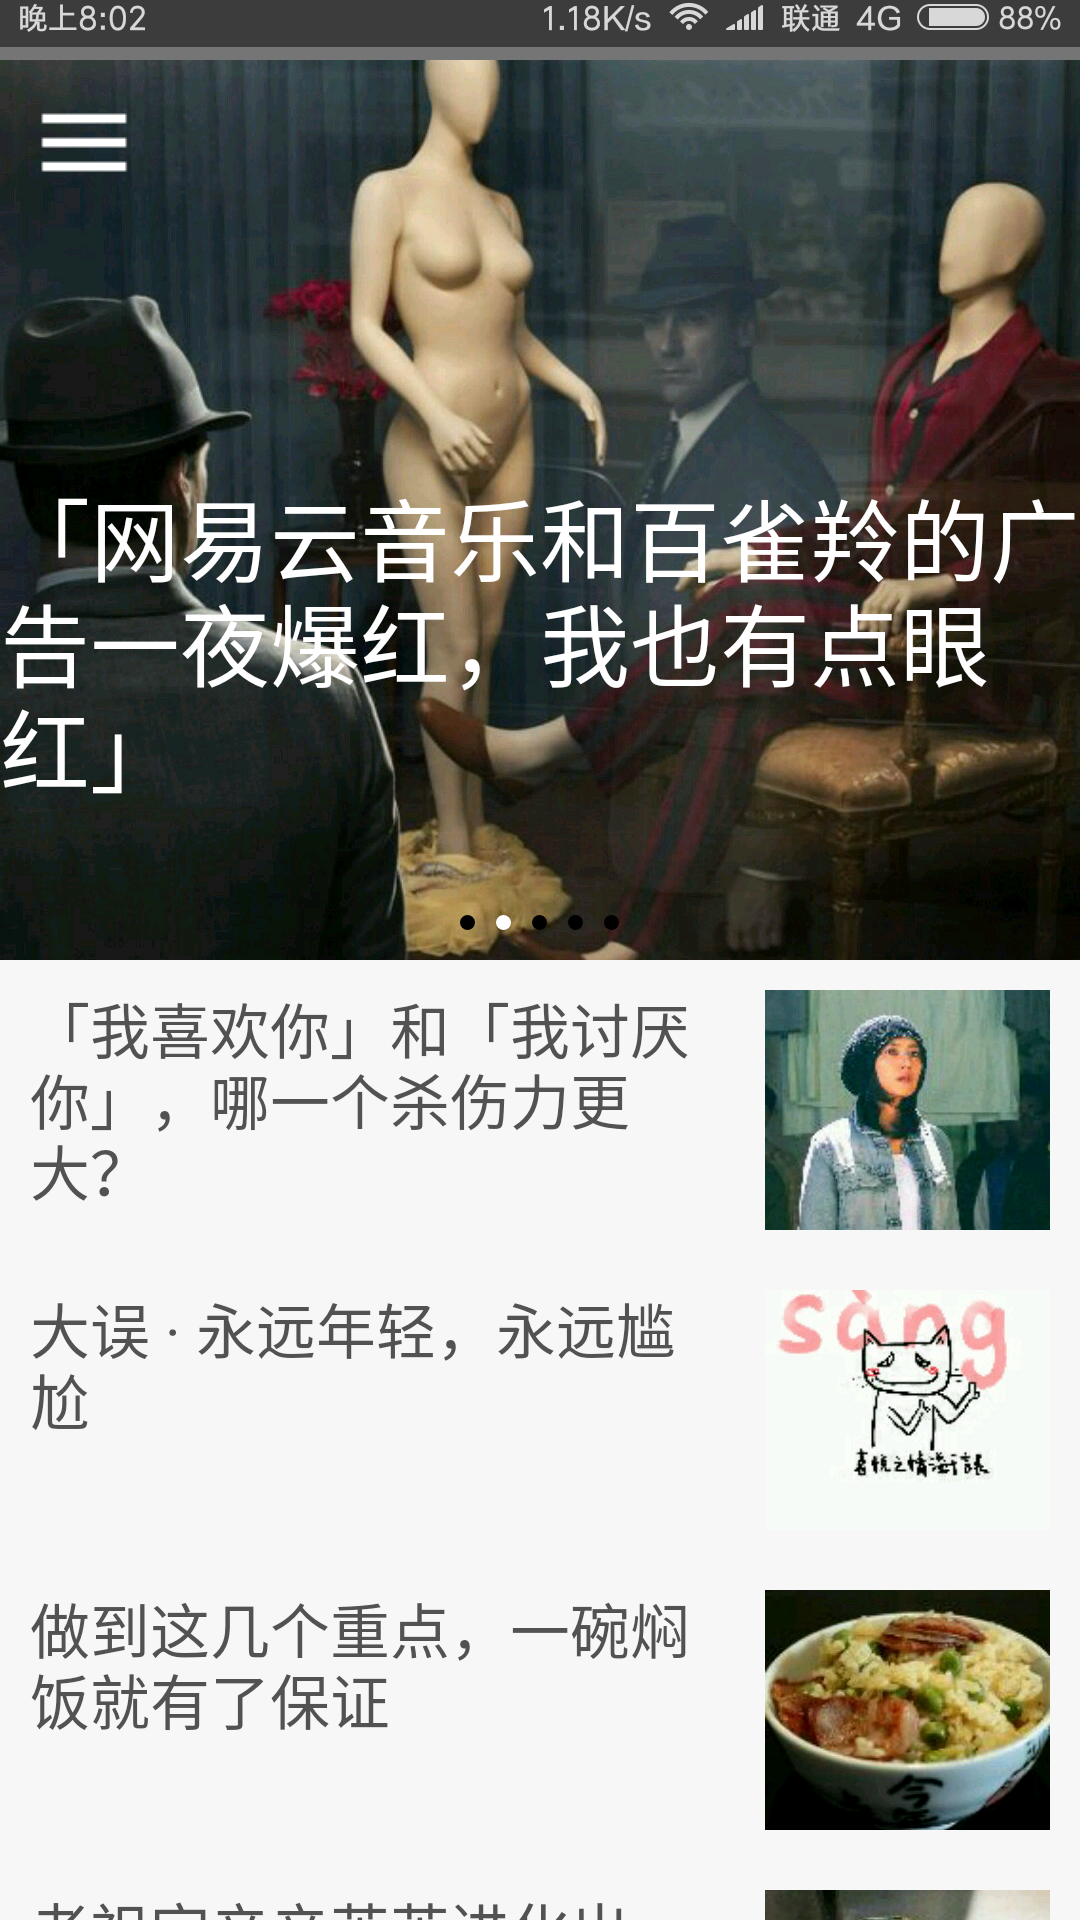 晚上8:02 1.18K/s 联通 4G 88%
「网易云音乐和百雀羚的广
告一夜爆红，我也有点眼
红」
「我喜欢你」和「我讨厌
你」，哪一个杀伤力更
大？
大误 · 永远年轻，永远尴
尬
sang
喜悦之情溢于言表
做到这几个重点，一碗焖
饭就有了保证